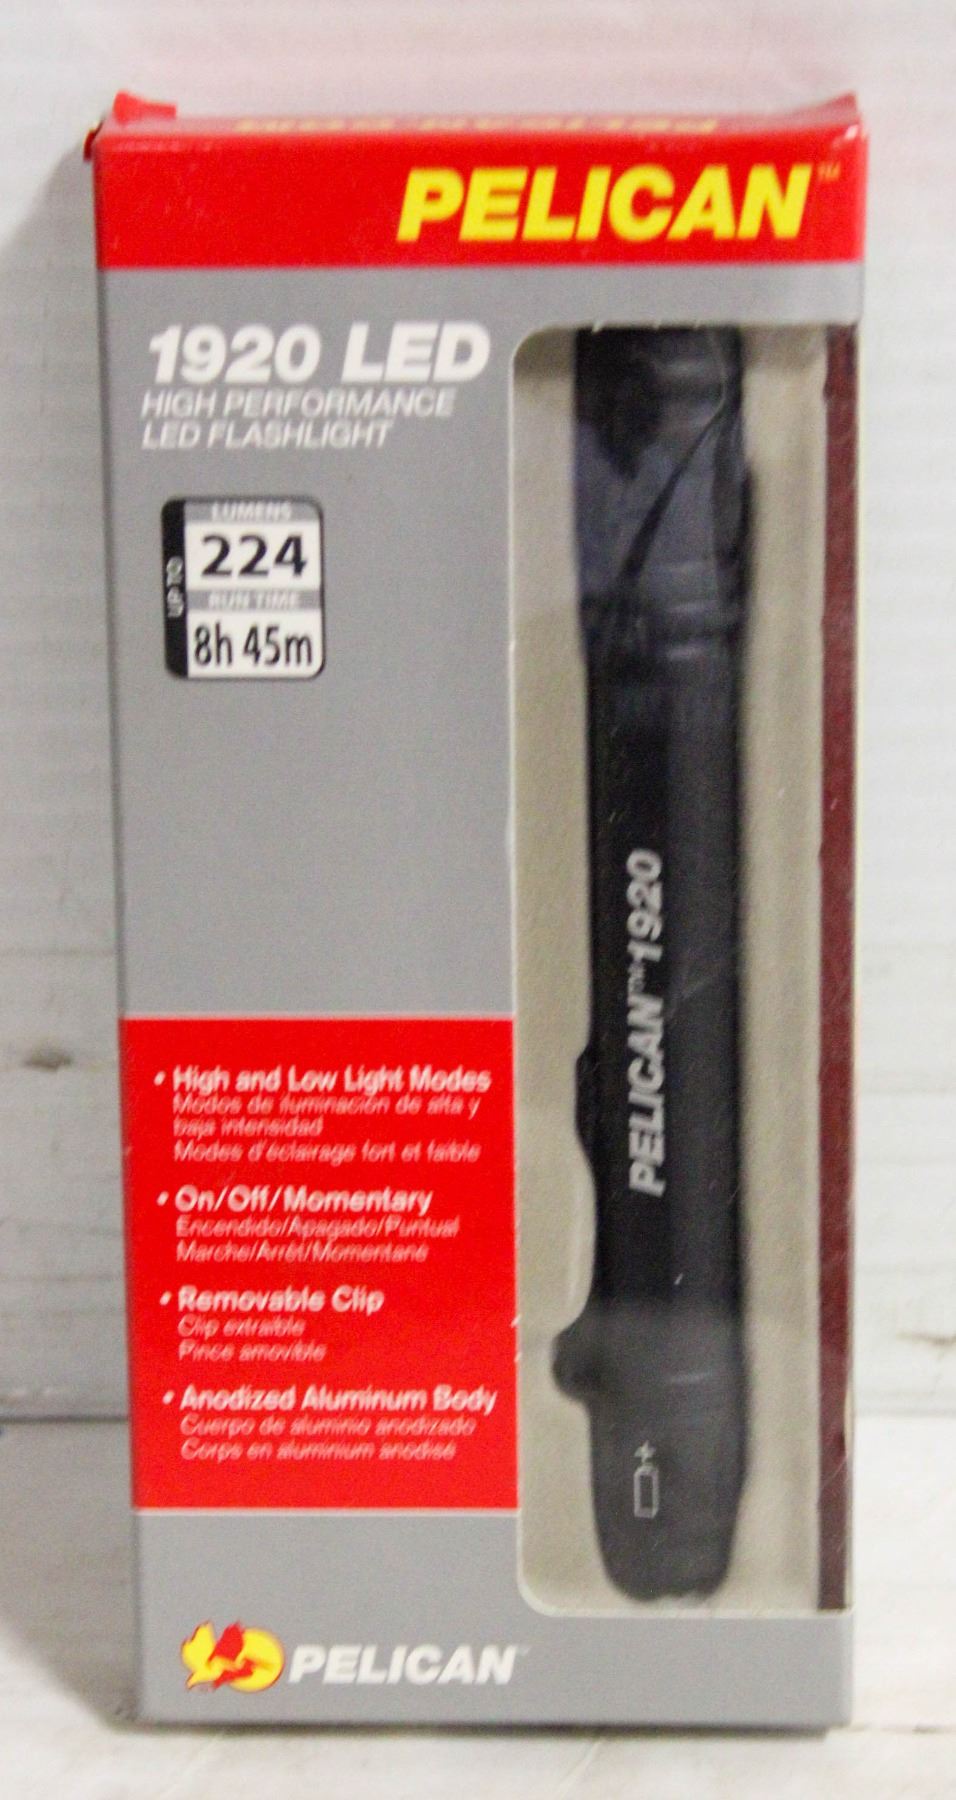 PELICAN™
1920 LED
HIGH PERFORMANCE
LED FLASHLIGHT
UP TO
LUMENS
224
RUN TIME
8h 45m
PELICAN™ 1920
+
• High and Low Light Modes
Modos de iluminación de alta y
baja intensidad
Modes d'éclairage fort et faible
• On/Off/Momentary
Encendido/Apagado/Puntual
Marche/Arrêt/Momentané
• Removable Clip
Clip extraíble
Pince amovible
• Anodized Aluminum Body
Cuerpo de aluminio anodizado
Corps en aluminium anodisé
PELICAN™